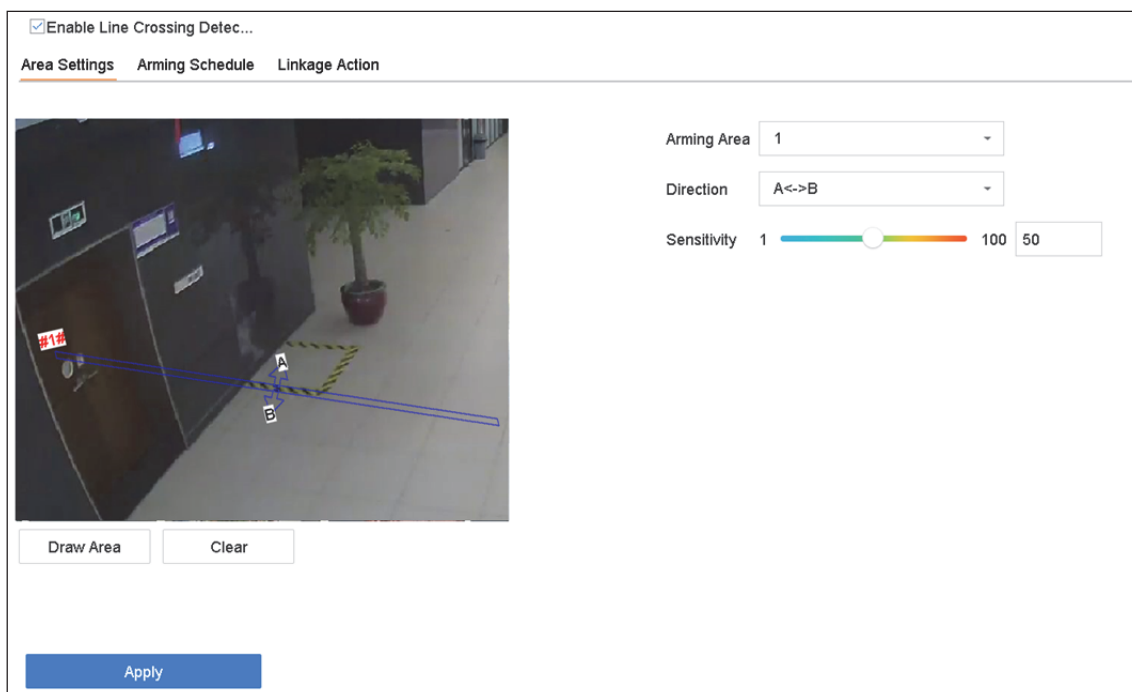 Enable Line Crossing Detec...
Area Settings Arming Schedule Linkage Action
Arming Area 1
Direction A<->B
Sensitivity 1 100 50
#1#
A
B
Draw Area Clear
Apply